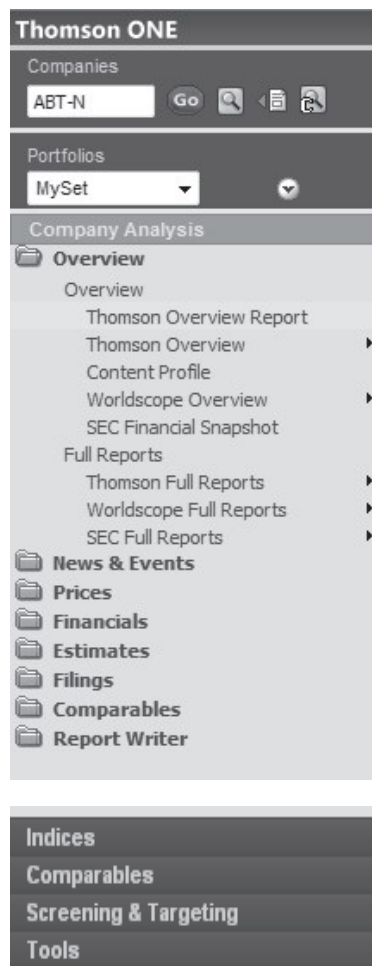 Thomson ONE
Companies
ABT-N Go
Portfolios
MySet
Company Analysis
Overview
Overview
Thomson Overview Report
Thomson Overview
Content Profile
Worldscope Overview
SEC Financial Snapshot
Full Reports
Thomson Full Reports
Worldscope Full Reports
SEC Full Reports
News & Events
Prices
Financials
Estimates
Filings
Comparables
Report Writer
Indices
Comparables
Screening & Targeting
Tools